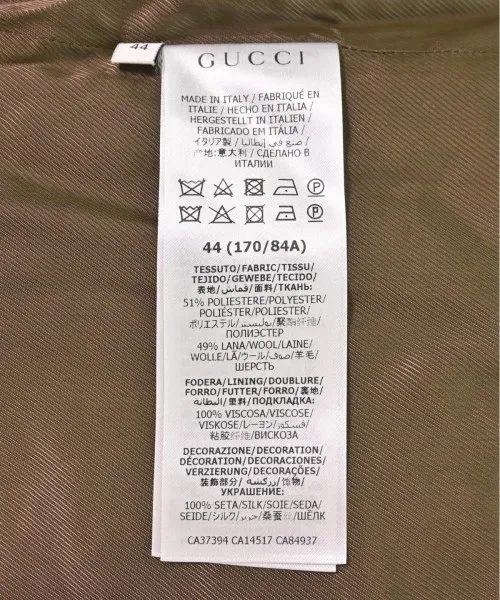 44
GUCCI
MADE IN ITALY / FABRIQUÉ EN
ITALIE / HECHO EN ITALIA /
HERGESTELLT IN ITALIEN /
FABRICADO EM ITÁLIA /
イタリア製 / صنع في إيطاليا /
产地:意大利 / СДЕЛАНО В
ИТАЛИИ
44 (170/84A)
TESSUTO/FABRIC/TISSU/
TEJIDO/GEWEBE/TECIDO/
表地/قماش/面料/ТКАНЬ:
51% POLIESTERE/POLYESTER/
POLIÉSTER/POLIESTER/
ポリエステル/بوليستر/聚酯纤维/
ПОЛИЭСТЕР
49% LANA/WOOL/LAINE/
WOLLE/LÃ/ウール/صوف/羊毛/
ШЕРСТЬ
FODERA/LINING/DOUBLURE/
FORRO/FUTTER/FORRO/裏地/
البطانة/里料/ПОДКЛАДКА:
100% VISCOSA/VISCOSE/
VISKOSE/レーヨン/فسكوز/
粘胶纤维/ВИСКОЗА
DECORAZIONE/DECORATION/
DÉCORATION/DECORACIONES/
VERZIERUNG/DECORAÇÕES/
装飾部分/زركشة/饰物/
УКРАШЕНИЕ:
100% SETA/SILK/SOIE/SEDA/
SEIDE/シルク/حرير/桑蚕丝/ШЁЛК
CA37394 CA14517 CA84937